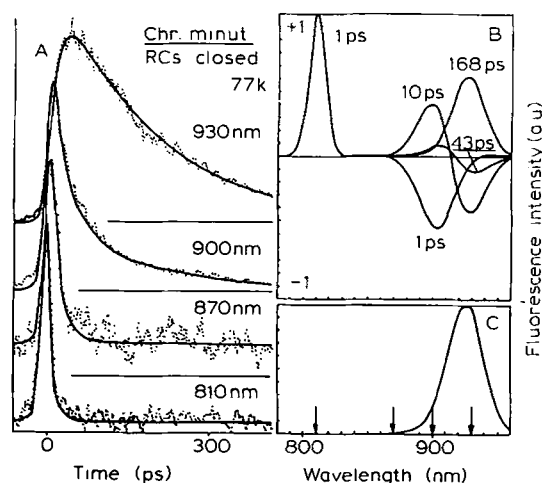 A
Chr. minut
RCs closed
77k
930nm
900nm
870nm
810nm
0
300
Time (ps)
+1
B
1ps
168ps
10ps
43ps
1ps
-1
C
800
900
Wavelength (nm)
Fluorescence intensity (a u)